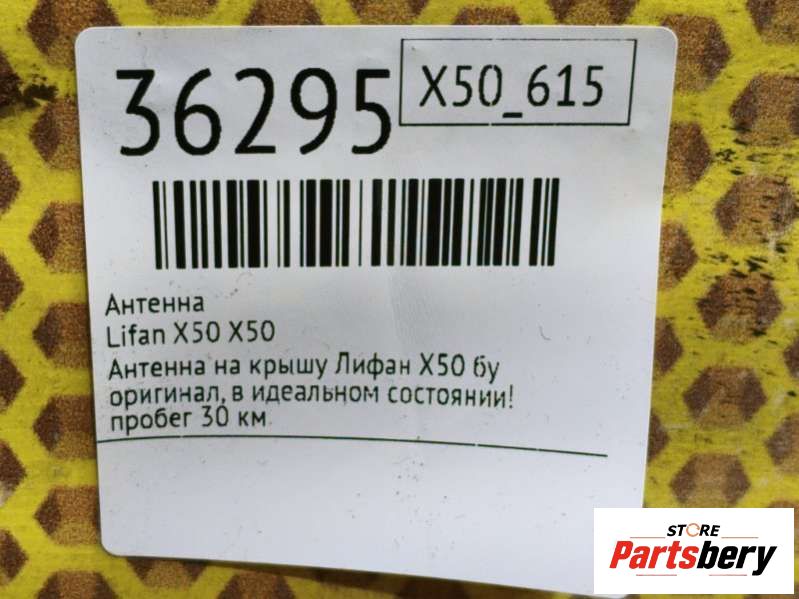 36295
X50_615
Антенна
Lifan X50 X50
Антенна на крышу Лифан X50 бу
оригинал, в идеальном состоянии!
пробег 30 км
STORE
Partsbery